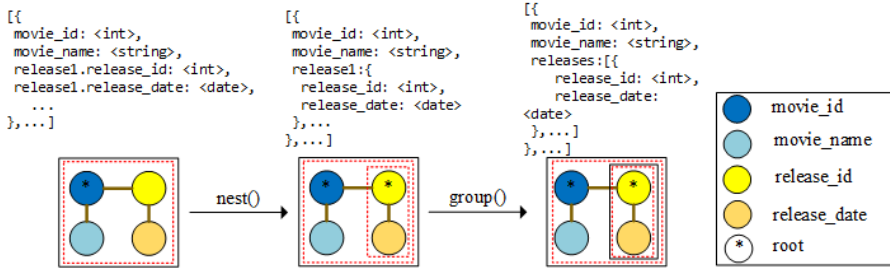 [{
movie_id: <int>,
movie_name: <string>,
release1.release_id: <int>,
release1.release_date: <date>,
...
},...]
[{
movie_id: <int>,
movie_name: <string>,
release1:{
release_id: <int>,
release_date: <date>
},...
},...]
[{
movie_id: <int>,
movie_name: <string>,
releases:[{
release_id: <int>,
release_date:
<date>
},...]
},...]
* nest() * * group() * *
movie_id
movie_name
release_id
release_date
* root